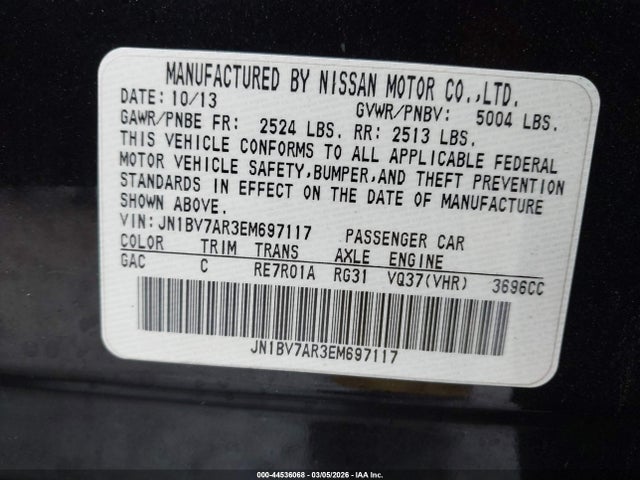 MANUFACTURED BY NISSAN MOTOR CO.,LTD.
DATE: 10/13 GVWR/PNBV: 5004 LBS.
GAWR/PNBE FR: 2524 LBS. RR: 2513 LBS.
THIS VEHICLE CONFORMS TO ALL APPLICABLE FEDERAL
MOTOR VEHICLE SAFETY,BUMPER,AND THEFT PREVENTION
STANDARDS IN EFFECT ON THE DATE OF MANUFACTURE
SHOWN ABOVE.
VIN:JN1BV7AR3EM697117 PASSENGER CAR
COLOR TRIM TRANS AXLE ENGINE
GAC C RE7R01A RG31 VQ37(VHR) 3696CC
JN1BV7AR3EM697117
000-44536068 - 03/05/2026 - IAA Inc.